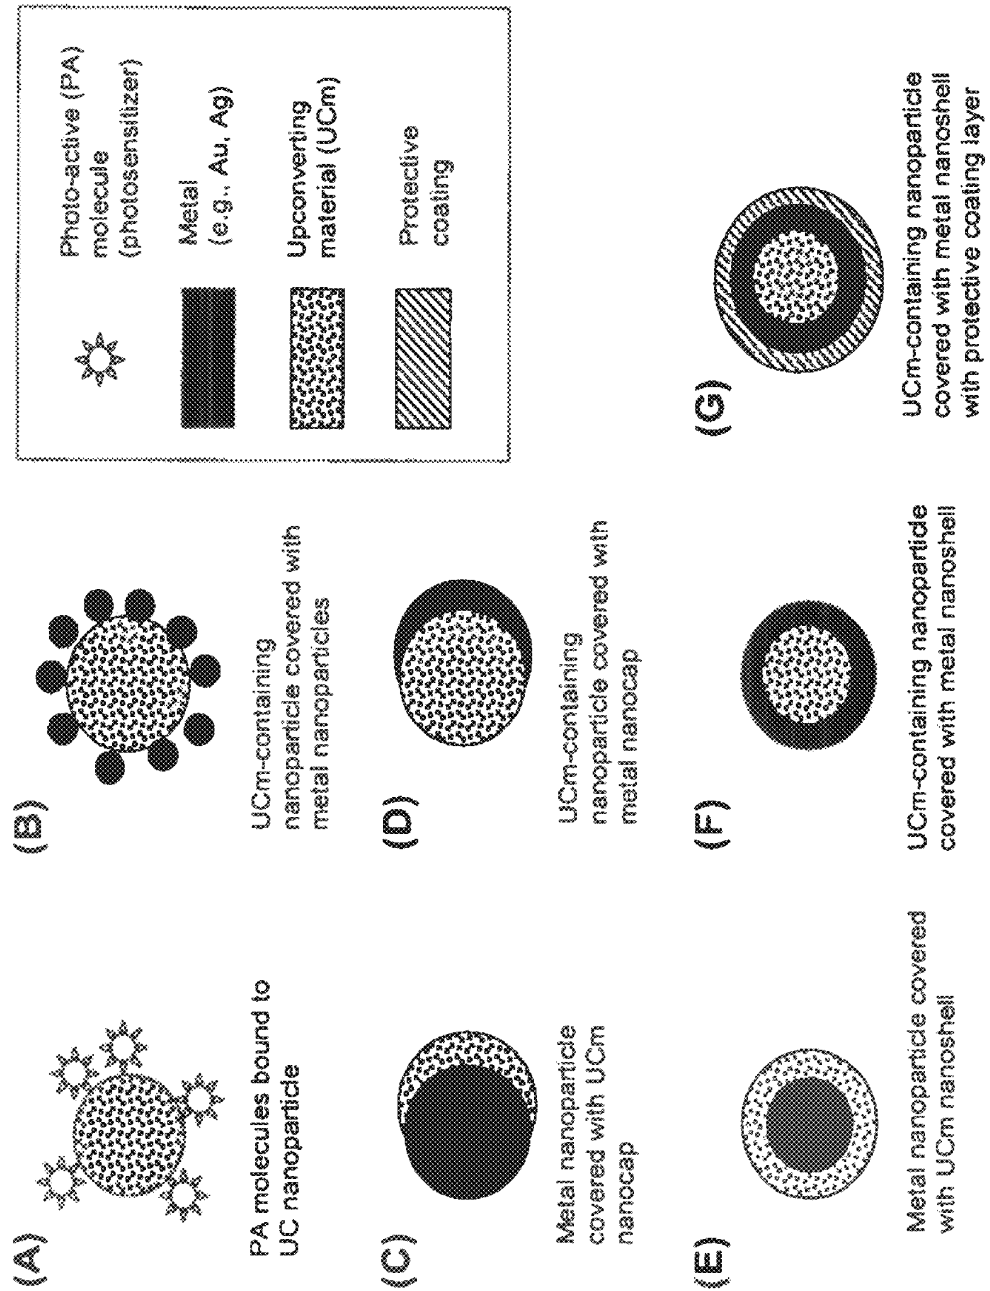 (A)
PA molecules bound to
UC nanoparticle
(B)
UCm-containing
nanoparticle covered with
metal nanoparticles
Photo-active (PA)
molecule
(photosensitizer)
Metal
(e.g., Au, Ag)
Upconverting
material (UCm)
Protective
coating
(C)
Metal nanoparticle
covered with UCm
nanocap
(D)
UCm-containing
nanoparticle covered with
metal nanocap
(E)
Metal nanoparticle covered
with UCm nanoshell
(F)
UCm-containing nanoparticle
covered with metal nanoshell
(G)
UCm-containing nanoparticle
covered with metal nanoshell
with protective coating layer